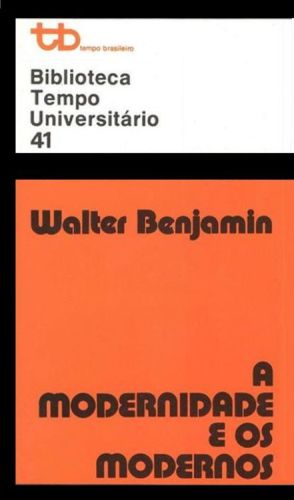 tb tempo brasileiro
Biblioteca
Tempo
Universitário
41
Walter Benjamin
A
MODERNIDADE
E OS
MODERNOS